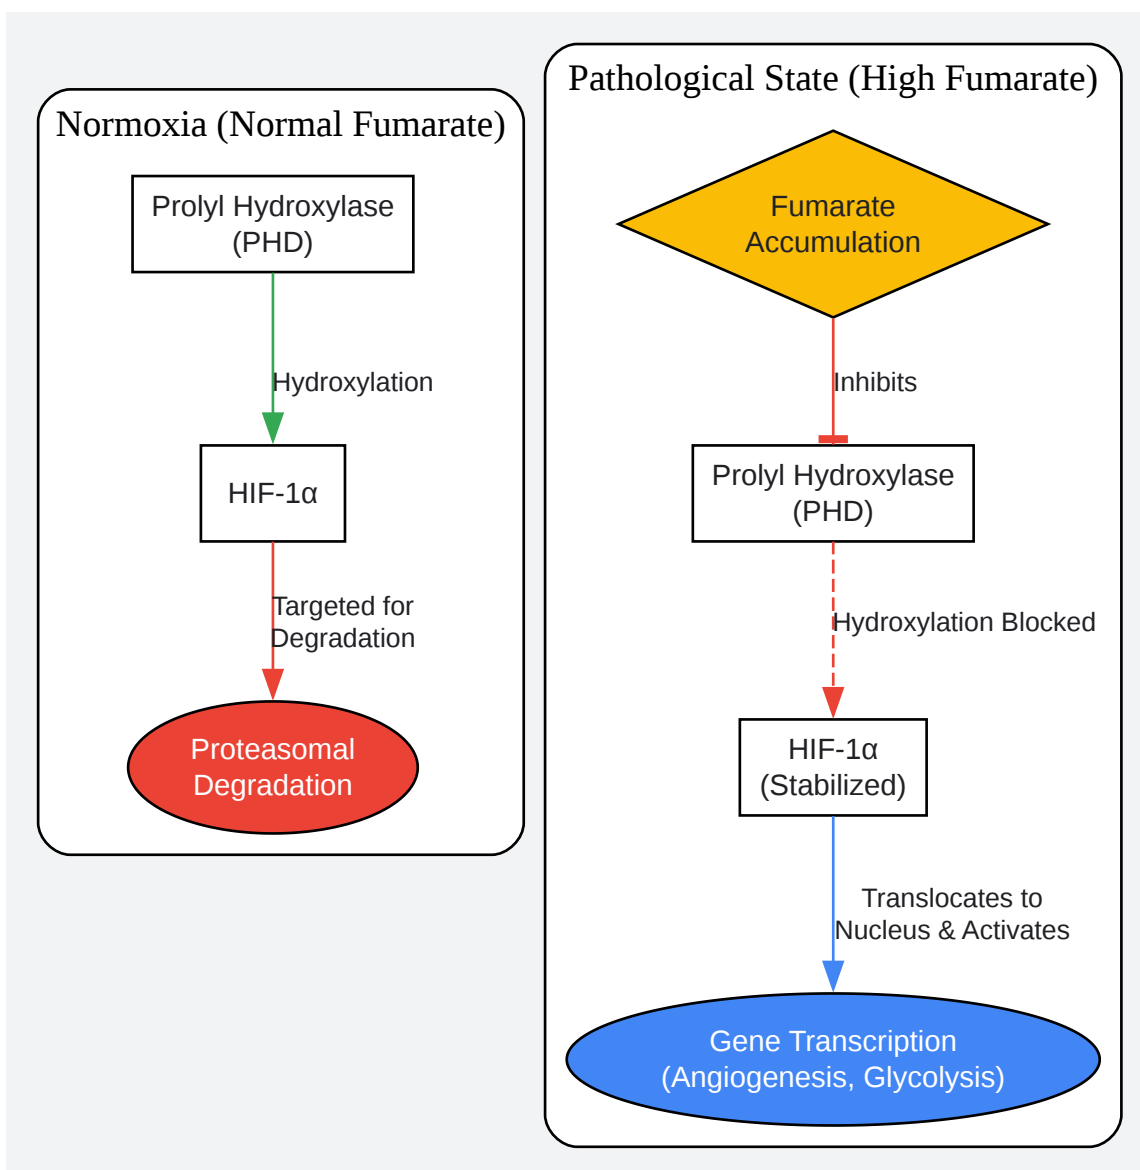 Normoxia (Normal Fumarate)
Prolyl Hydroxylase
(PHD)
Hydroxylation
HIF-1α
Targeted for
Degradation
Proteasomal
Degradation
Pathological State (High Fumarate)
Fumarate
Accumulation
Inhibits
Prolyl Hydroxylase
(PHD)
Hydroxylation Blocked
HIF-1α
(Stabilized)
Translocates to
Nucleus & Activates
Gene Transcription
(Angiogenesis, Glycolysis)